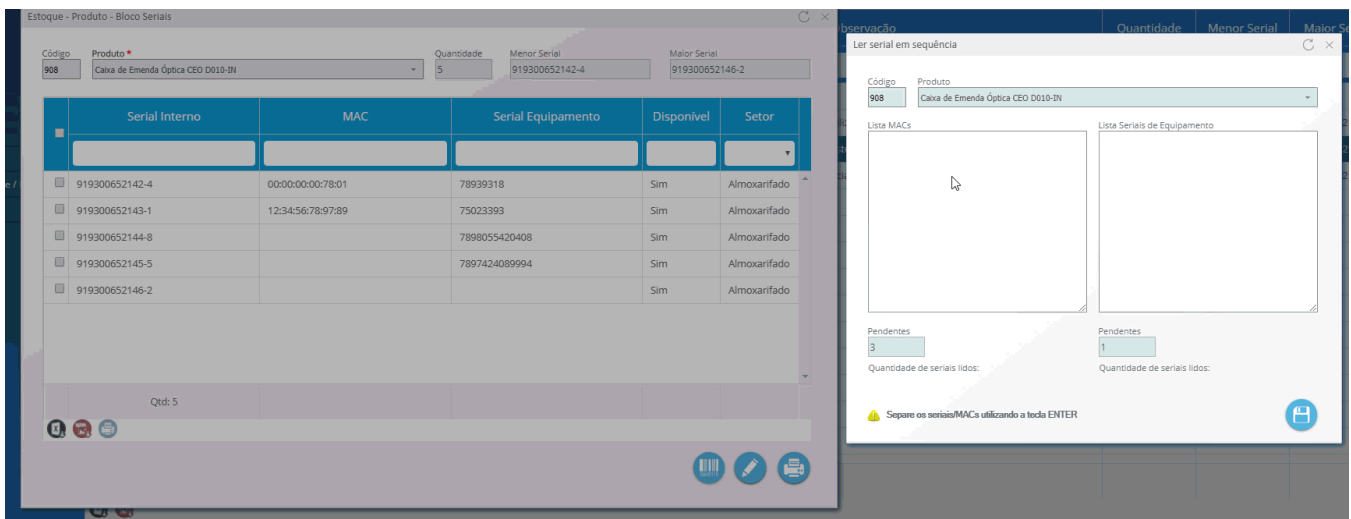 Estoque - Produto - Bloco Seriais
Código
Produto *
Quantidade
Menor Serial
Maior Serial
908
Caixa de Emenda Óptica CEO D010-IN
5
919300652142-4
919300652146-2
Serial Interno
MAC
Serial Equipamento
Disponível
Setor
919300652142-4
00:00:00:00:78:01
78939318
Sim
Almoxarifado
919300652143-1
12:34:56:78:97:89
75023393
Sim
Almoxarifado
919300652144-8
7898055420408
Sim
Almoxarifado
919300652145-5
7897424089994
Sim
Almoxarifado
919300652146-2
Sim
Almoxarifado
Qtd: 5
bservação
Quantidade
Menor Serial
Maior Se
Ler serial em sequência
Código
Produto
908
Caixa de Emenda Óptica CEO D010-IN
Lista MACs
Lista Seriais de Equipamento
Pendentes
Pendentes
3
1
Quantidade de seriais lidos:
Quantidade de seriais lidos:
Separe os seriais/MACs utilizando a tecla ENTER